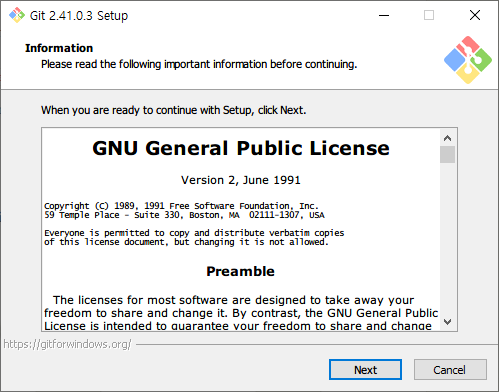 Git 2.41.0.3 Setup
Information
Please read the following important information before continuing.
When you are ready to continue with Setup, click Next.
GNU General Public License
Version 2, June 1991
Copyright (C) 1989, 1991 Free Software Foundation, Inc.
59 Temple Place - Suite 330, Boston, MA  02111-1307, USA
Everyone is permitted to copy and distribute verbatim copies
of this license document, but changing it is not allowed.
Preamble
The licenses for most software are designed to take away your
freedom to share and change it. By contrast, the GNU General Public
License is intended to guarantee your freedom to share and change
https://gitforwindows.org/
Next
Cancel